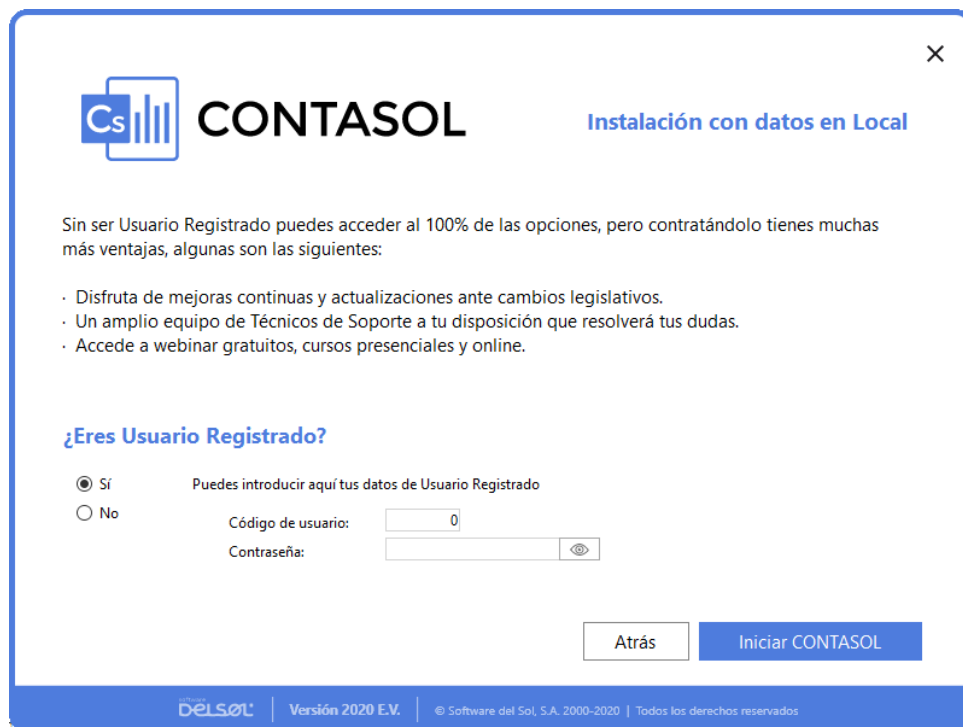 Cs CONTASOL
Instalación con datos en Local
Sin ser Usuario Registrado puedes acceder al 100% de las opciones, pero contratándolo tienes muchas
más ventajas, algunas son las siguientes:
· Disfruta de mejoras continuas y actualizaciones ante cambios legislativos.
· Un amplio equipo de Técnicos de Soporte a tu disposición que resolverá tus dudas.
· Accede a webinar gratuitos, cursos presenciales y online.
¿Eres Usuario Registrado?
Sí Puedes introducir aquí tus datos de Usuario Registrado
No
Código de usuario: 0
Contraseña:
Atrás Iniciar CONTASOL
software DELSOL Versión 2020 E.V. © Software del Sol, S.A. 2000-2020 | Todos los derechos reservados